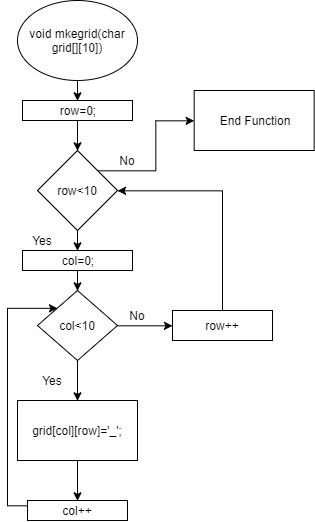 void mkegrid(char
grid[][10])
row=0;
End Function
No
row<10
Yes
col=0;
col<10
No
row++
Yes
grid[col][row]='_';
col++